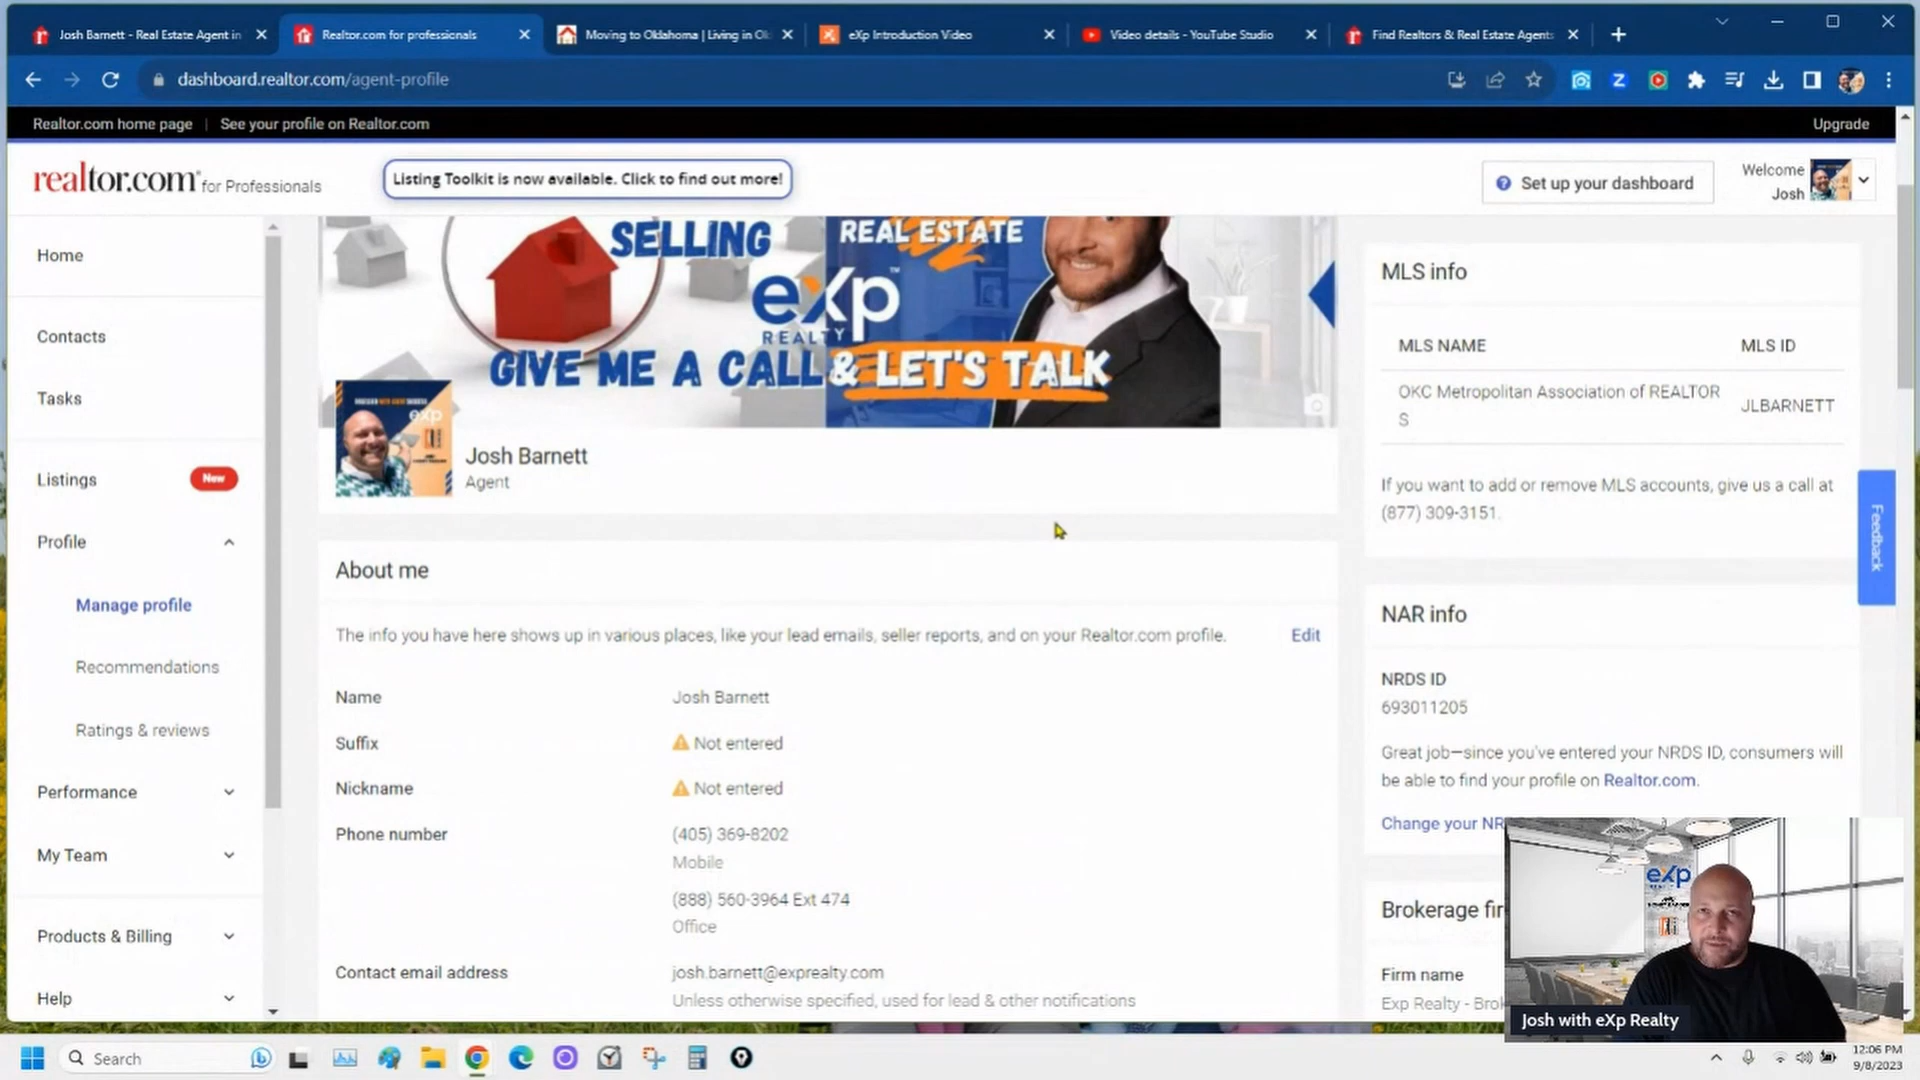 Josh Barnett - Real Estate Agent in
Realtor.com for professionals
Moving to Oklahoma | Living in Ok
eXp Introduction Video
Video details - YouTube Studio
Find Realtors & Real Estate Agents
dashboard.realtor.com/agent-profile
Realtor.com home page | See your profile on Realtor.com
Upgrade
realtor.com® for Professionals
Listing Toolkit is now available. Click to find out more!
Set up your dashboard
Welcome
Josh
Home
Contacts
Tasks
Listings
New
Profile
Manage profile
Recommendations
Ratings & reviews
Performance
My Team
Products & Billing
Help
SELLING
REAL ESTATE
eXp™
REALTY
GIVE ME A CALL & LET'S TALK
exp
Josh Barnett
Agent
About me
The info you have here shows up in various places, like your lead emails, seller reports, and on your Realtor.com profile.
Edit
Name Josh Barnett
Suffix Not entered
Nickname Not entered
Phone number (405) 369-8202
Mobile
(888) 560-3964 Ext 474
Office
Contact email address josh.barnett@exprealty.com
Unless otherwise specified, used for lead & other notifications
MLS info
MLS NAME MLS ID
OKC Metropolitan Association of REALTOR
S
JLBARNETT
If you want to add or remove MLS accounts, give us a call at
(877) 309-3151.
Feedback
NAR info
NRDS ID
693011205
Great job—since you've entered your NRDS ID, consumers will
be able to find your profile on Realtor.com.
Change your NR
Brokerage fir
Firm name
Exp Realty - Brok
eXp
REALTY
Josh with eXp Realty
Search
12:06 PM
9/8/2023